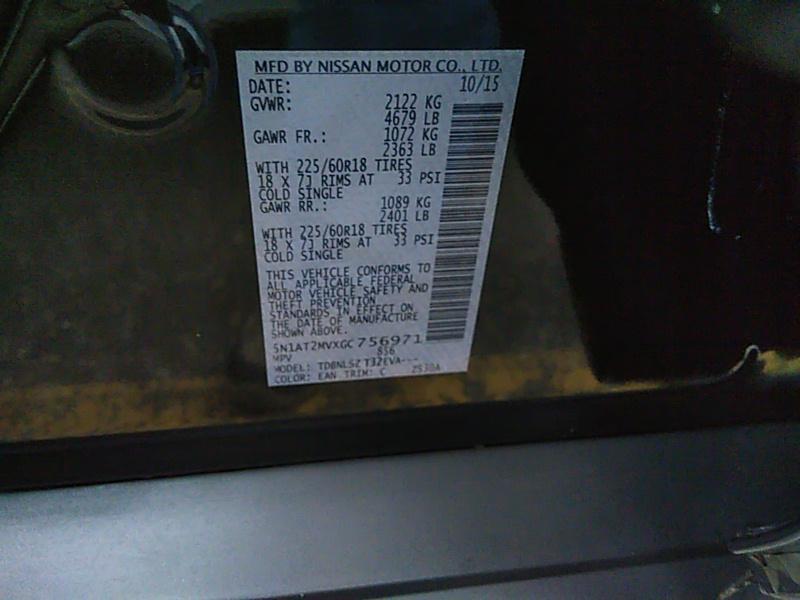 MFD BY NISSAN MOTOR CO., LTD.
DATE: 10/15
GVWR: 2122 KG
4679 LB
GAWR FR.: 1072 KG
2363 LB
WITH 225/60R18 TIRES
18 X 7J RIMS AT 33 PSI
COLD SINGLE
GAWR RR.: 1089 KG
2401 LB
WITH 225/60R18 TIRES
18 X 7J RIMS AT 33 PSI
COLD SINGLE
THIS VEHICLE CONFORMS TO
ALL APPLICABLE FEDERAL
MOTOR VEHICLE SAFETY AND
THEFT PREVENTION
STANDARDS IN EFFECT ON
THE DATE OF MANUFACTURE
SHOWN ABOVE.
5N1AT2MVXGC756971
MPV 856
MODEL: T32EVA---
COLOR: EAN TRIM: C